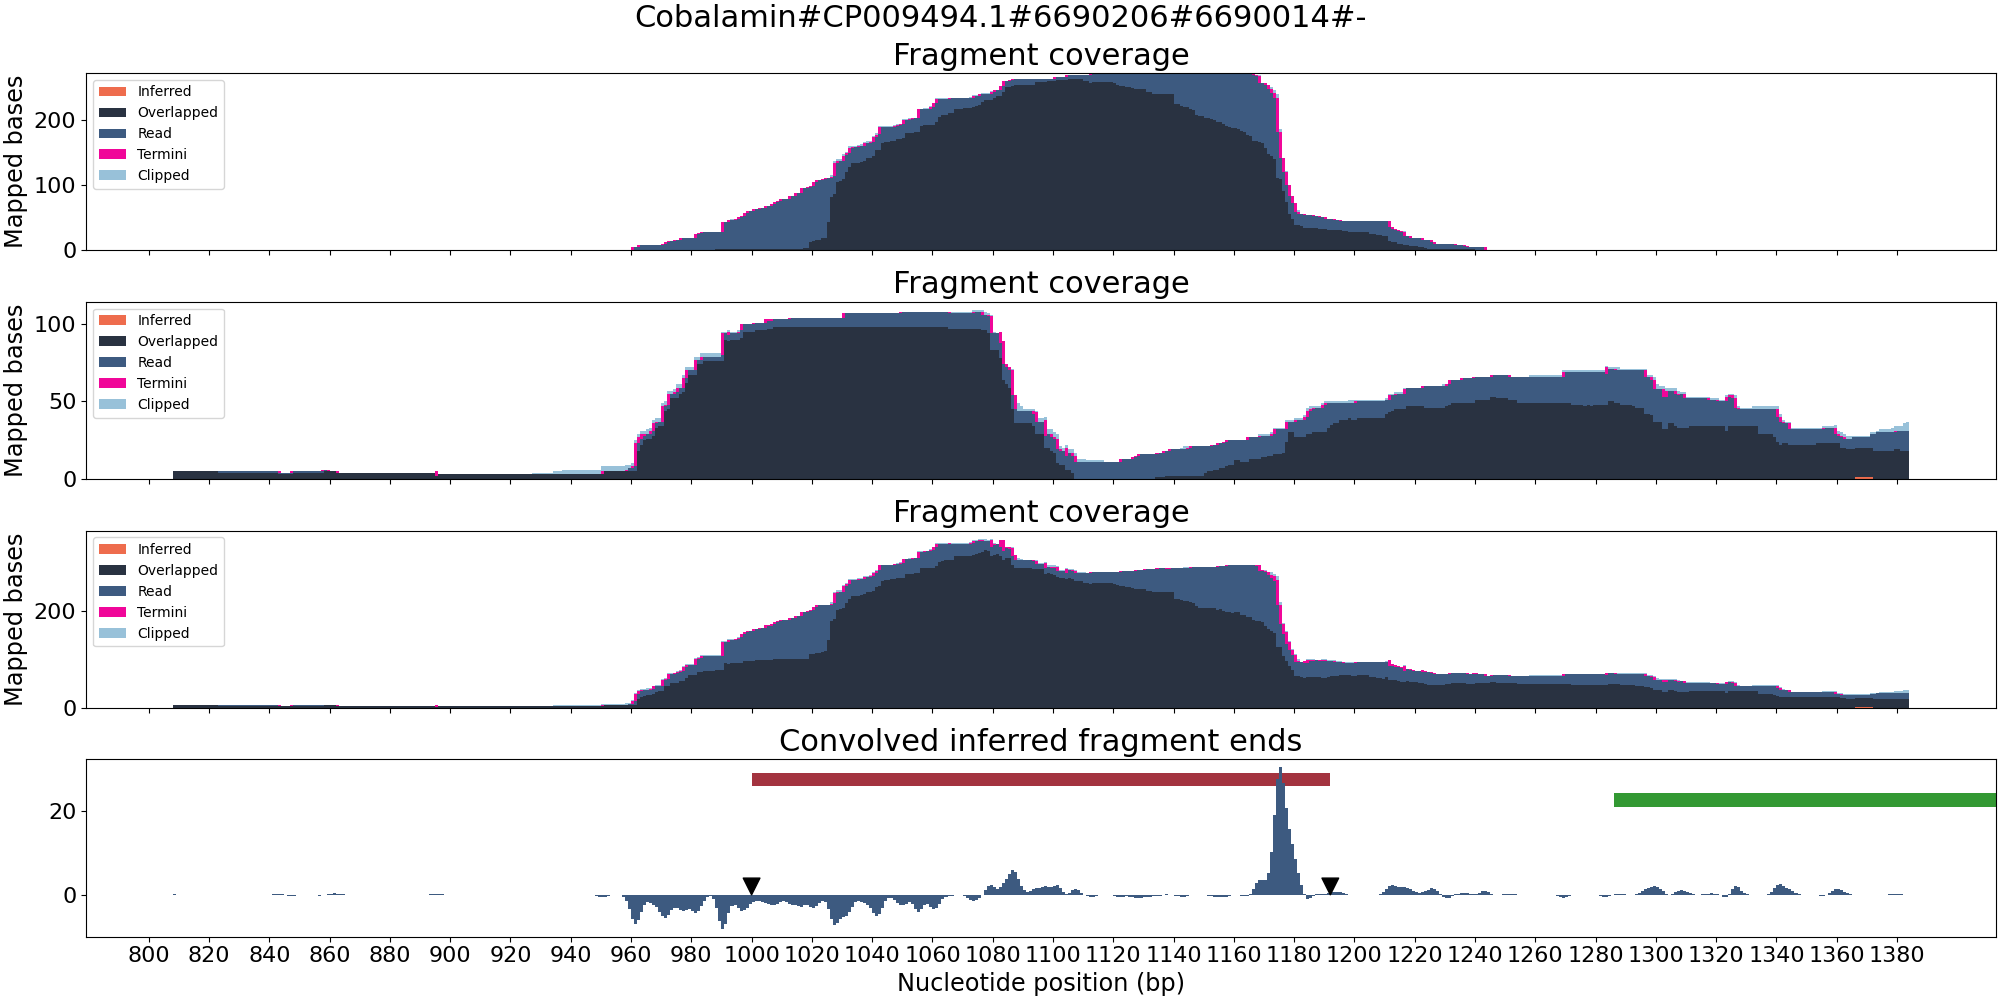 Cobalamin#CP009494.1#6690206#6690014#-
Fragment coverage
Mapped bases
200
100
0
Inferred
Overlapped
Read
Termini
Clipped
Fragment coverage
Mapped bases
100
50
0
Inferred
Overlapped
Read
Termini
Clipped
Fragment coverage
Mapped bases
200
0
Inferred
Overlapped
Read
Termini
Clipped
Convolved inferred fragment ends
20
0
800 820 840 860 880 900 920 940 960 980 1000 1020 1040 1060 1080 1100 1120 1140 1160 1180 1200 1220 1240 1260 1280 1300 1320 1340 1360 1380
Nucleotide position (bp)